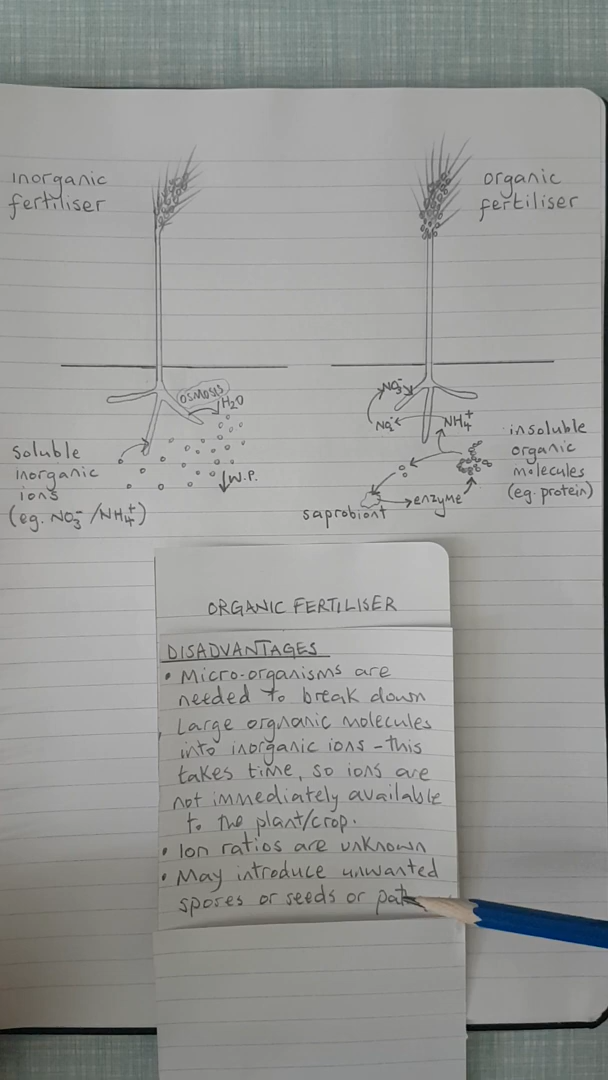 inorganic
fertiliser
organic
fertiliser
OSMOSIS
H2O
NO3-
NO2-
NH4+
soluble
inorganic
ions
(eg. NO3-/NH4+)
W.P.
insoluble
organic
molecules
(eg. protein)
saprobiont
enzyme
ORGANIC FERTILISER
DISADVANTAGES
• Micro-organisms are
needed to break down
Large orgnanic molecules
into inorganic ions - this
takes time, so ions are
not immediately available
to the plant/crop.
• Ion ratios are unknown
• May introduce unwanted
spores or seeds or